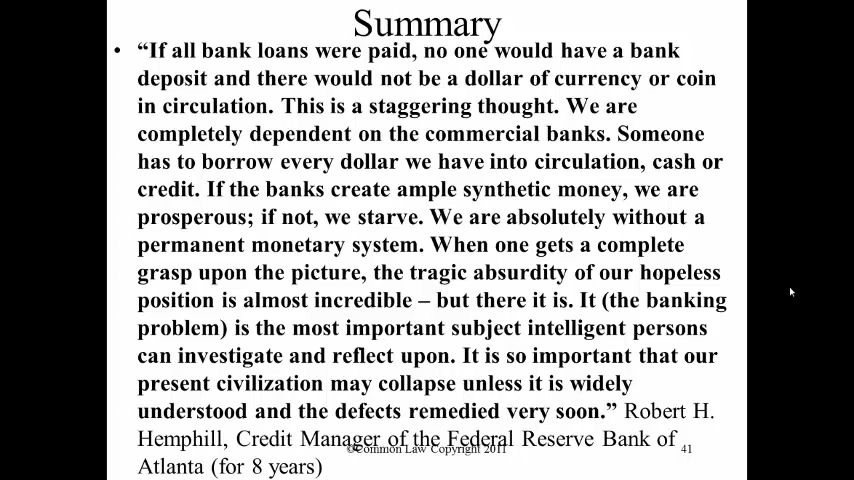 Summary
• “If all bank loans were paid, no one would have a bank
deposit and there would not be a dollar of currency or coin
in circulation. This is a staggering thought. We are
completely dependent on the commercial banks. Someone
has to borrow every dollar we have into circulation, cash or
credit. If the banks create ample synthetic money, we are
prosperous; if not, we starve. We are absolutely without a
permanent monetary system. When one gets a complete
grasp upon the picture, the tragic absurdity of our hopeless
position is almost incredible – but there it is. It (the banking
problem) is the most important subject intelligent persons
can investigate and reflect upon. It is so important that our
present civilization may collapse unless it is widely
understood and the defects remedied very soon.” Robert H.
Hemphill, Credit Manager of the Federal Reserve Bank of
©Common Law Copyright 2011
41
Atlanta (for 8 years)